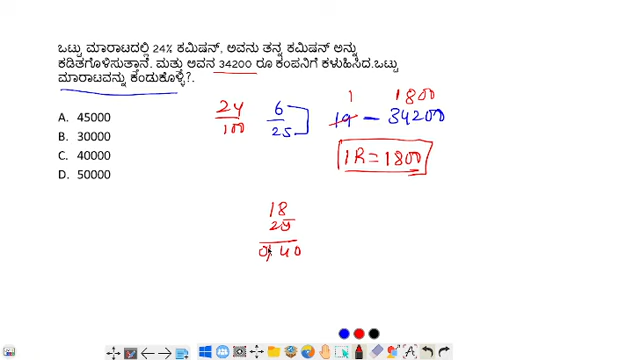 ಒಟ್ಟು ಮಾರಾಟದಲ್ಲಿ 24% ಕಮಿಷನ್, ಅವನು ತನ್ನ ಕಮಿಷನ್ ಅನ್ನು
ಕಡಿತಗೊಳಿಸುತ್ತಾನೆ. ಮತ್ತು ಅವನ 34200 ರೂ ಕಂಪನಿಗೆ ಕಳುಹಿಸಿದ.ಒಟ್ಟು
ಮಾರಾಟವನ್ನು ಕಂಡುಕೊಳ್ಳಿ?.
A. 45000
B. 30000
C. 40000
D. 50000
1 1800
24 6 19 – 34200
100 25
1R = 1800
18
25
40